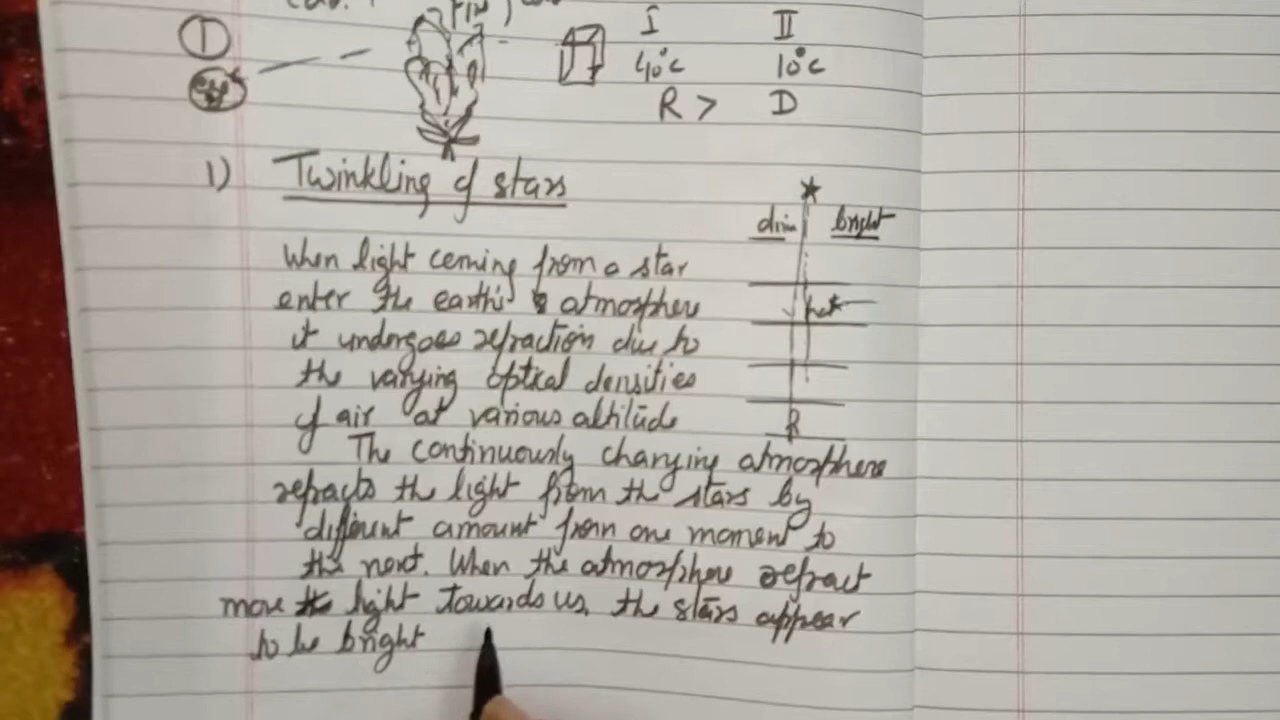 I II
1
40°c 10°c
R > D
1) Twinkling of stars
dim bright
When light coming from a star
enter the earth's atmosphere
hot
it undergoes refraction due to
the varying optical densities
of air at various altitude
R
The continuously changing atmosphere
refracts the light from the stars by
different amount from one moment to
the next. When the atmosphere refract
more light towards us, the stars appear
to be bright